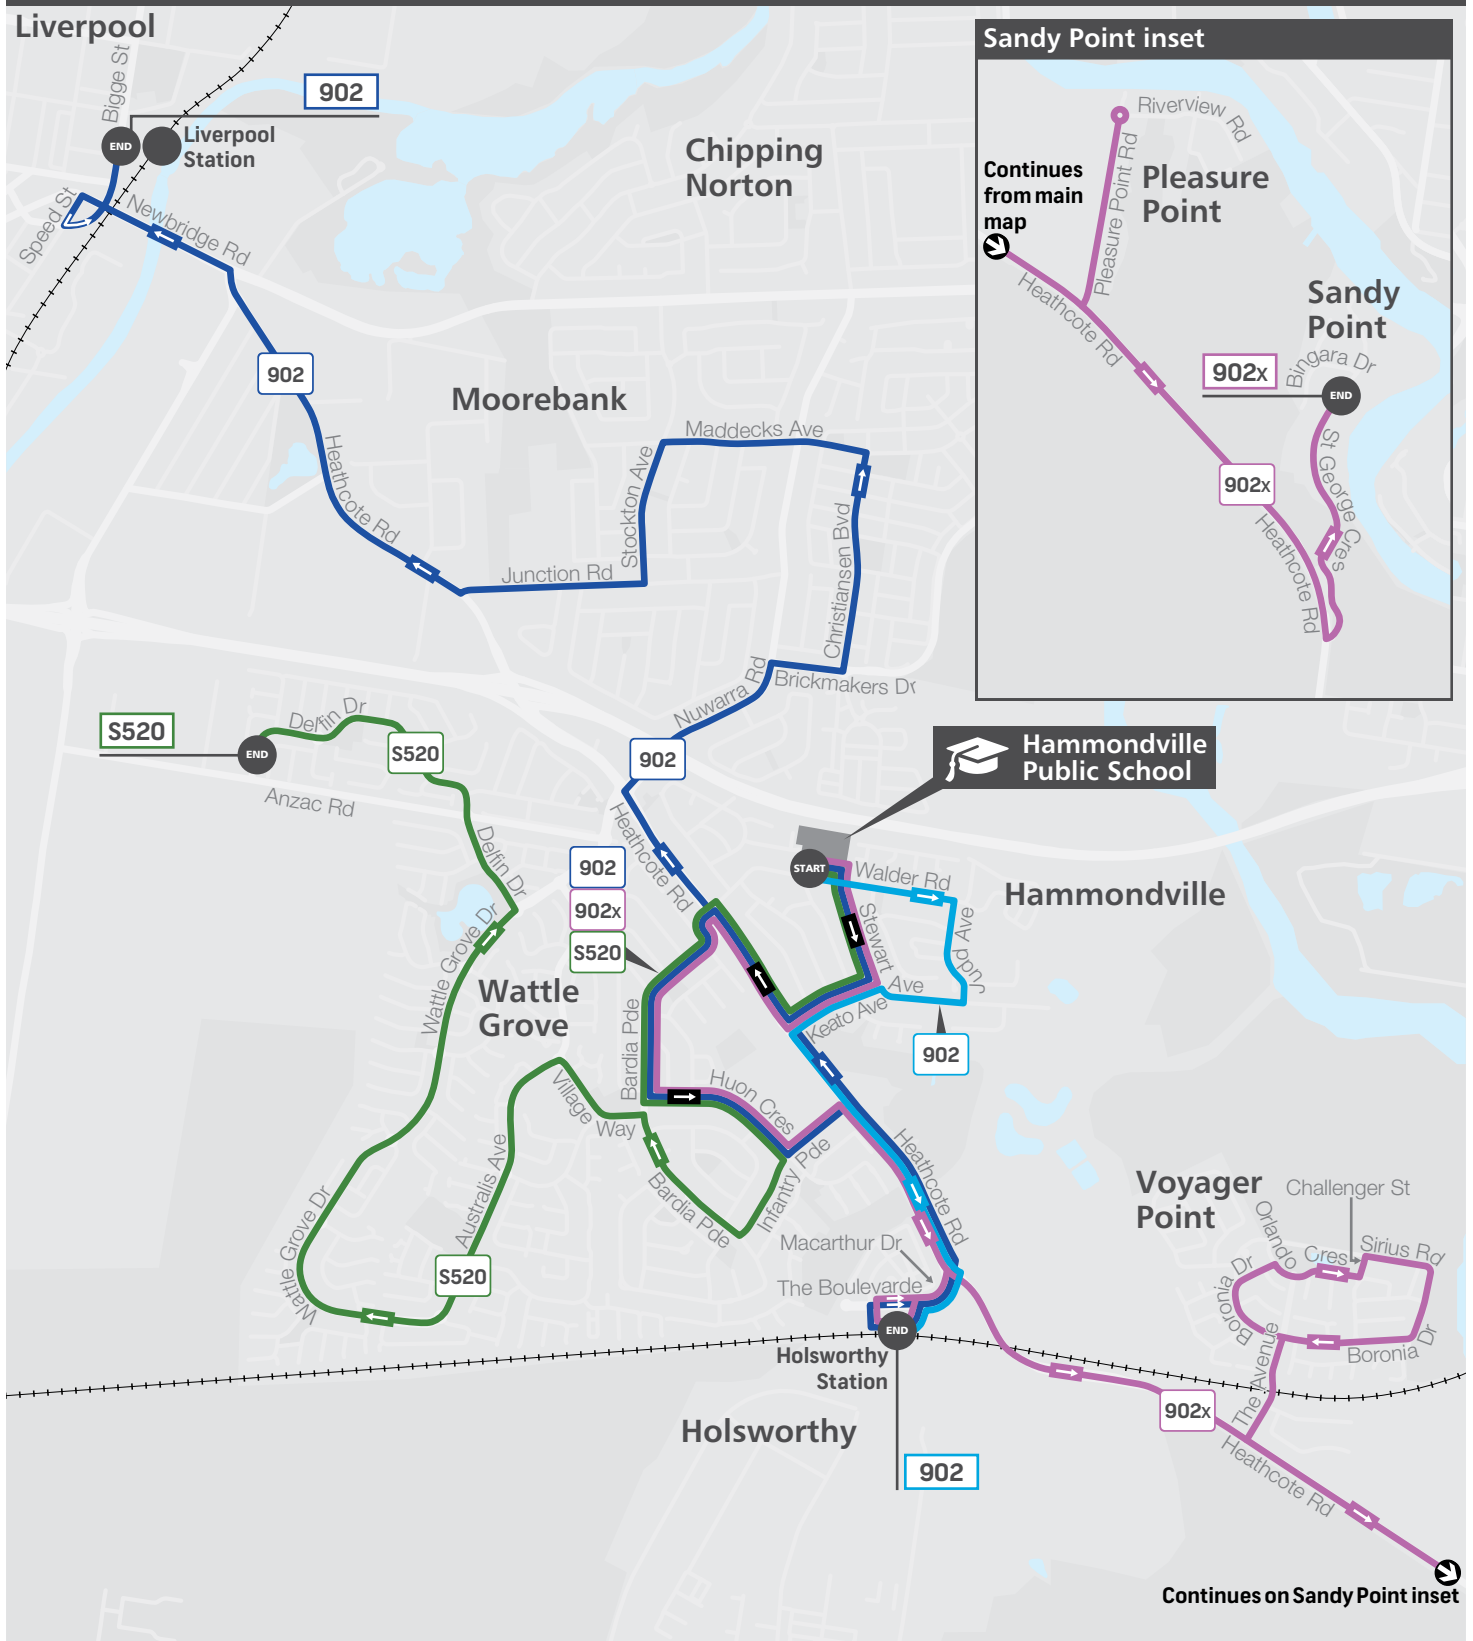 Liverpool
Bigge St
902
END
Liverpool
Station
Speed St
Newbridge Rd
Chipping
Norton
902
Moorebank
Heathcote Rd
Maddecks Ave
Stockton Ave
Junction Rd
Christiansen Bvd
Nuwarra Rd
Brickmakers Dr
Sandy Point inset
Riverview Rd
Continues
from main
map
Pleasure Point Rd
Pleasure
Point
Heathcote Rd
Sandy
Point
Bingara Dr
902x
END
St George Cres
902x
Heathcote Rd
S520
END
Delfin Dr
S520
Anzac Rd
Delfin Dr
902
Heathcote Rd
Hammondville
Public School
START
Walder Rd
Hammondville
902
902x
S520
Stewart Ave
Judd Ave
Keato Ave
902
Wattle Grove Dr
Wattle
Grove
Bardia Pde
Huon Cres
Village Way
Infantry Pde
Bardia Pde
Australis Ave
Wattle Grove Dr
Wattle
S520
Heathcote Rd
Macarthur Dr
The Boulevarde
END
Holsworthy
Station
Holsworthy
902
Voyager
Point
Challenger St
Orlando Cres
Sirius Rd
Boronia Dr
Boronia
Boronia Dr
The Avenue
902x
Heathcote Rd
Continues on Sandy Point inset